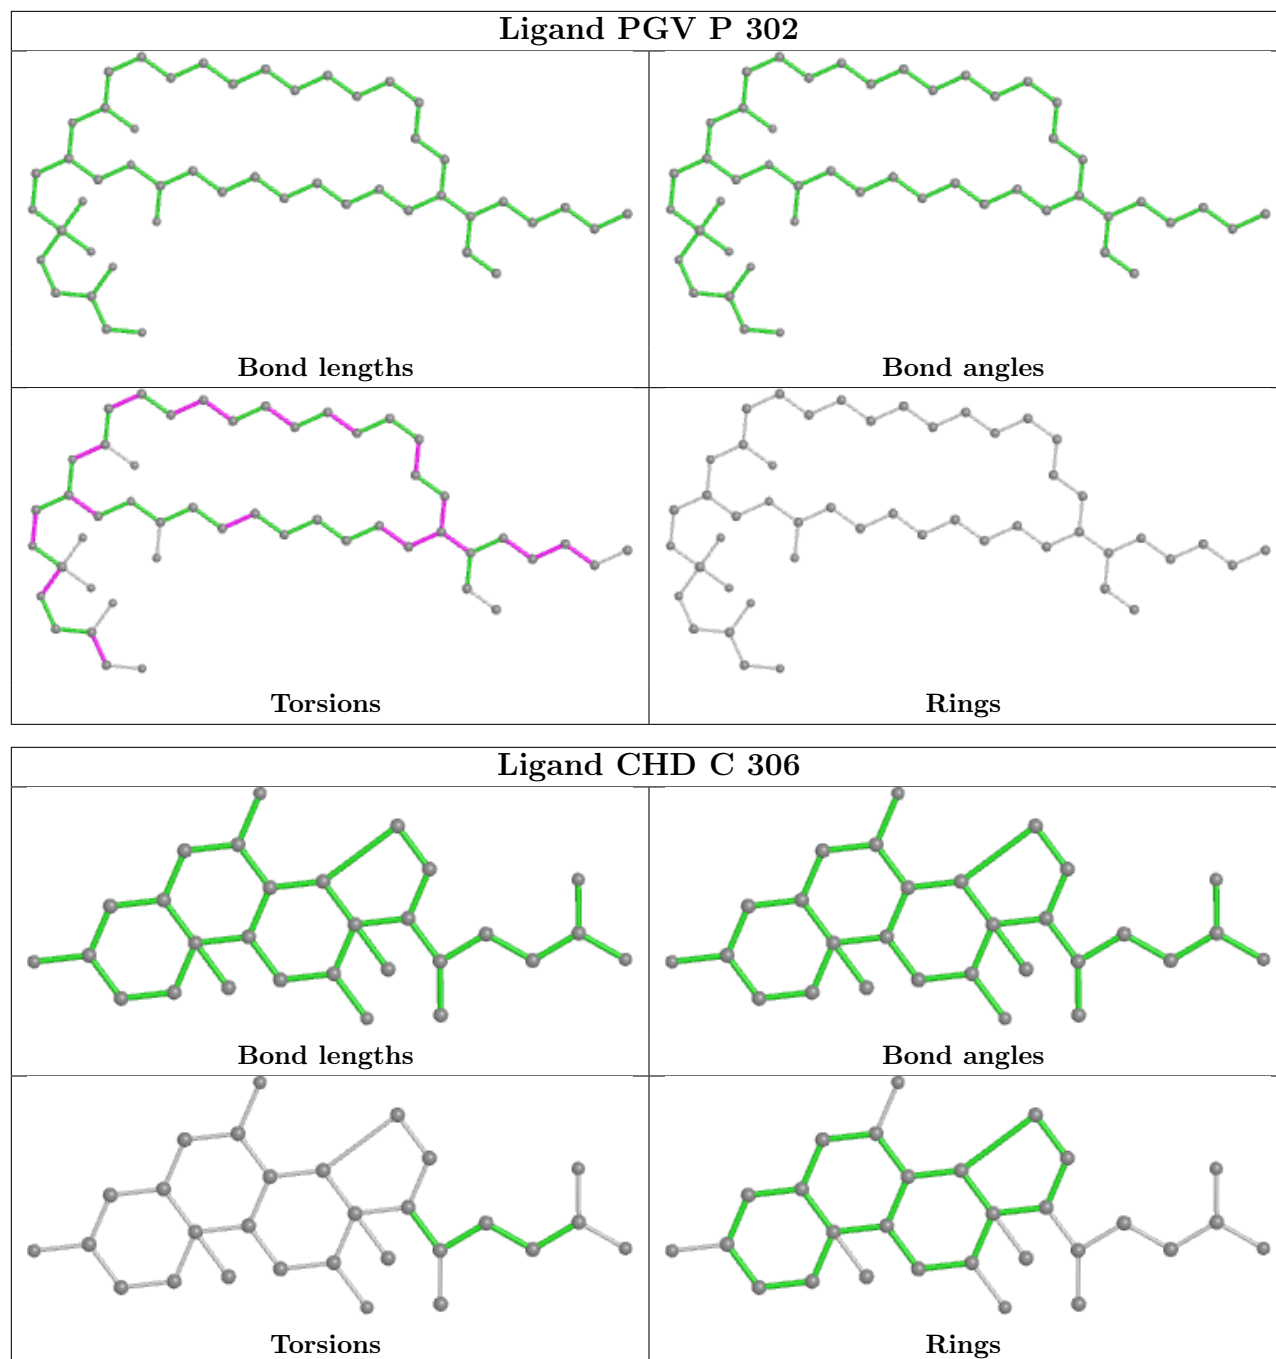 Ligand PGV P 302
Bond lengths
Bond angles
Torsions
Rings
Ligand CHD C 306
Bond lengths
Bond angles
Torsions
Rings